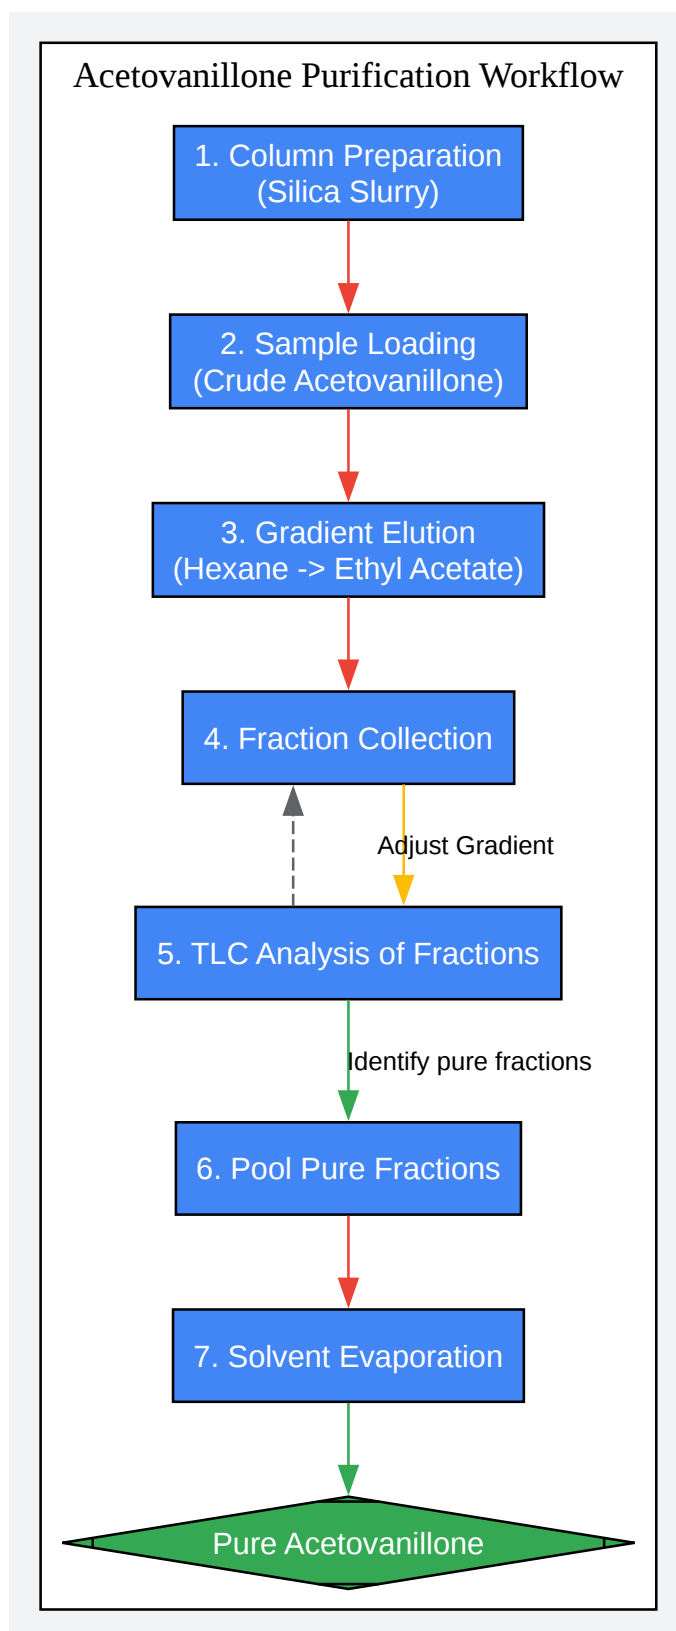 Acetovanillone Purification Workflow
1. Column Preparation
(Silica Slurry)
2. Sample Loading
(Crude Acetovanillone)
3. Gradient Elution
(Hexane -> Ethyl Acetate)
4. Fraction Collection
Adjust Gradient
5. TLC Analysis of Fractions
Identify pure fractions
6. Pool Pure Fractions
7. Solvent Evaporation
Pure Acetovanillone